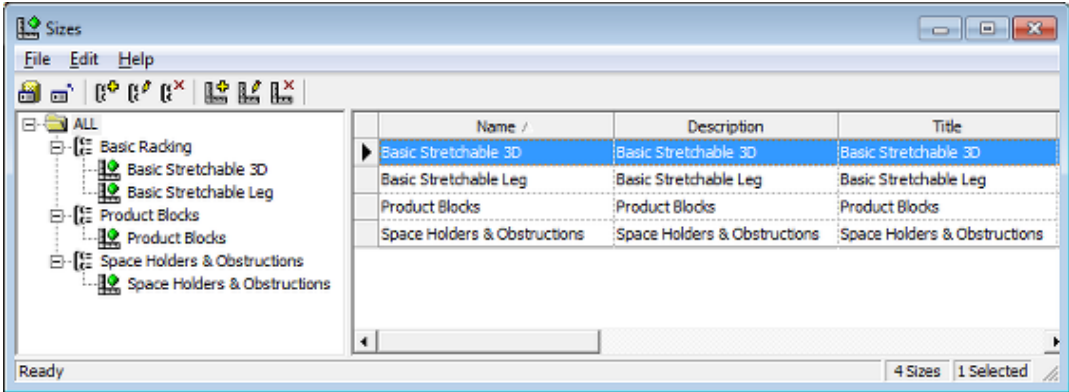 Sizes
File Edit Help
ALL
Basic Racking
Basic Stretchable 3D
Basic Stretchable Leg
Product Blocks
Product Blocks
Space Holders & Obstructions
Space Holders & Obstructions
Name / Description Title
Basic Stretchable 3D Basic Stretchable 3D Basic Stretchable 3D
Basic Stretchable Leg Basic Stretchable Leg Basic Stretchable Leg
Product Blocks Product Blocks Product Blocks
Space Holders & Obstructions Space Holders & Obstructions Space Holders & Obstructions
Ready 4 Sizes 1 Selected